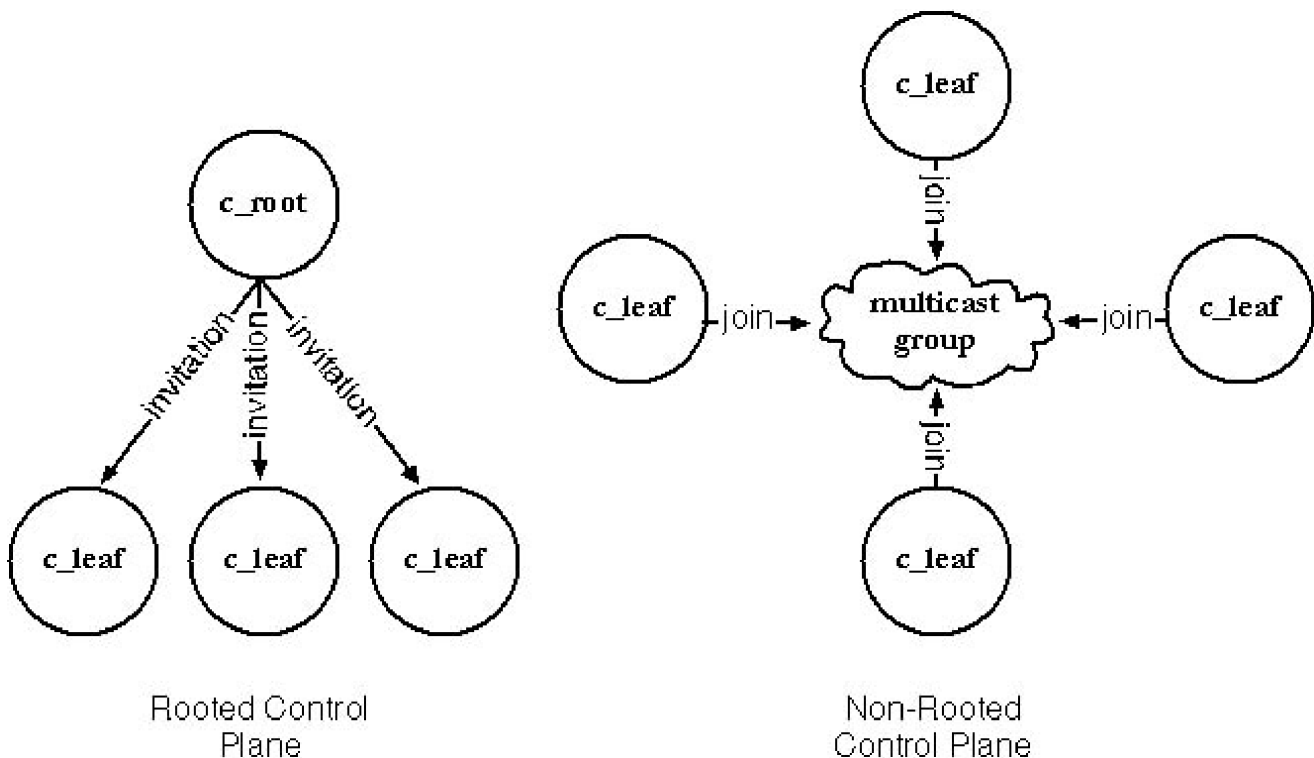 c_root
invitation
invitation
invitation
c_leaf
c_leaf
c_leaf
Rooted Control
Plane
c_leaf
join
c_leaf
join
multicast
group
join
c_leaf
join
c_leaf
Non-Rooted
Control Plane